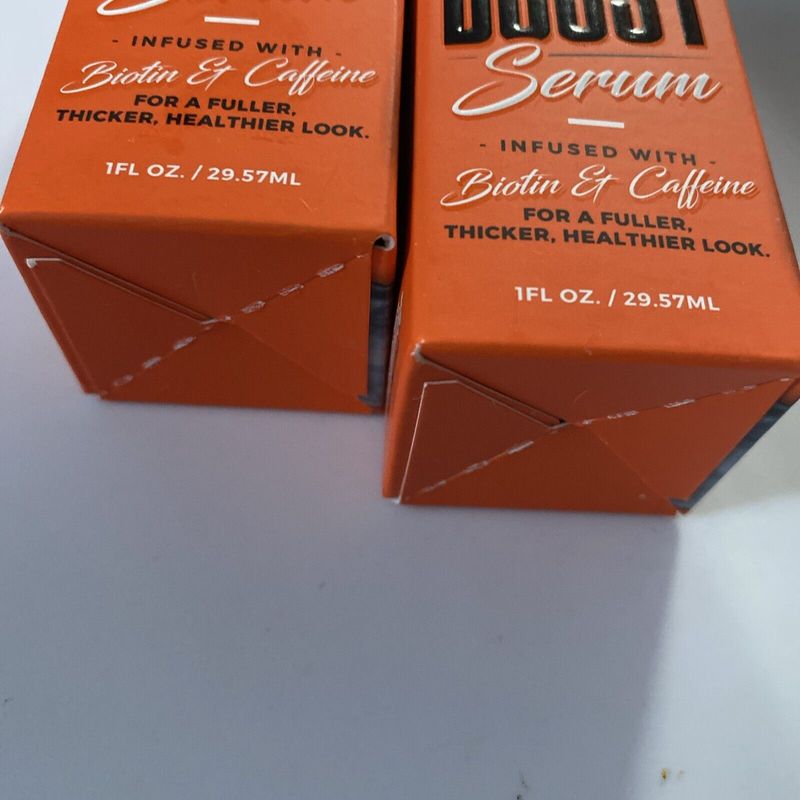 - INFUSED WITH -
Biotin & Caffeine
FOR A FULLER,
THICKER, HEALTHIER LOOK.
1FL OZ. / 29.57ML
BOOST
Serum
- INFUSED WITH -
Biotin & Caffeine
FOR A FULLER,
THICKER, HEALTHIER LOOK.
1FL OZ. / 29.57ML